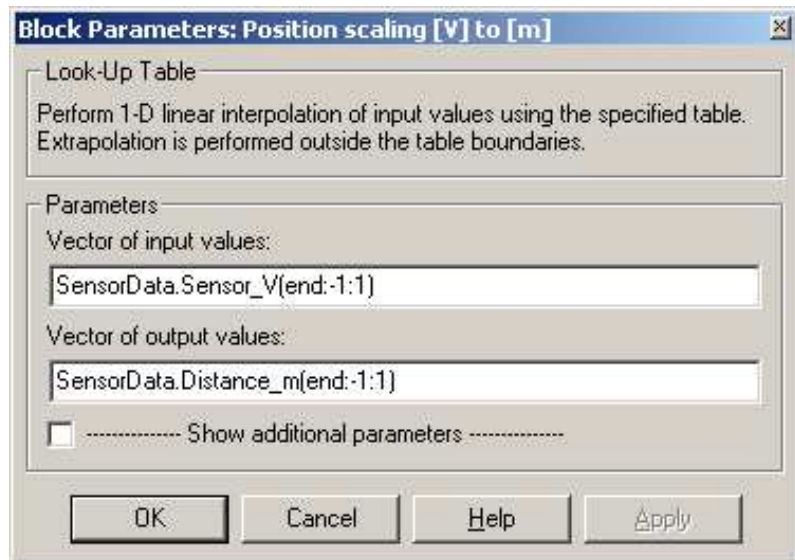 Block Parameters: Position scaling [V] to [m]
Look-Up Table
Perform 1-D linear interpolation of input values using the specified table.
Extrapolation is performed outside the table boundaries.
Parameters
Vector of input values:
SensorData.Sensor_V(end:-1:1)
Vector of output values:
SensorData.Distance_m(end:-1:1)
-------------- Show additional parameters --------------
OK Cancel Help Apply